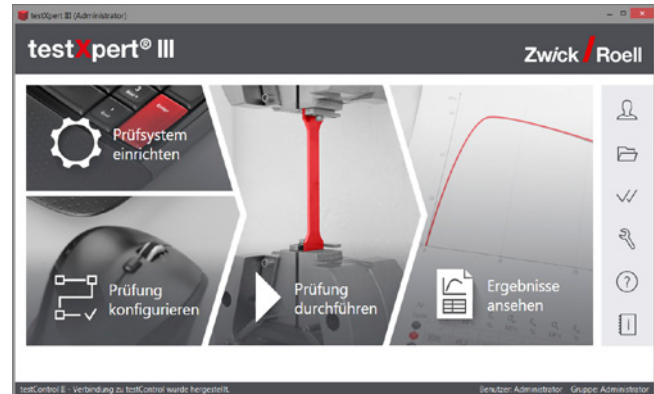 testXpert III (Administrator)
testXpert® III
Zwick / Roell
Prüfsystem
einrichten
Prüfung
konfigurieren
Prüfung
durchführen
Ergebnisse
ansehen
testControl II - Verbindung zu testControl wurde hergestellt.
Benutzer: Administrator Gruppe: Administrator